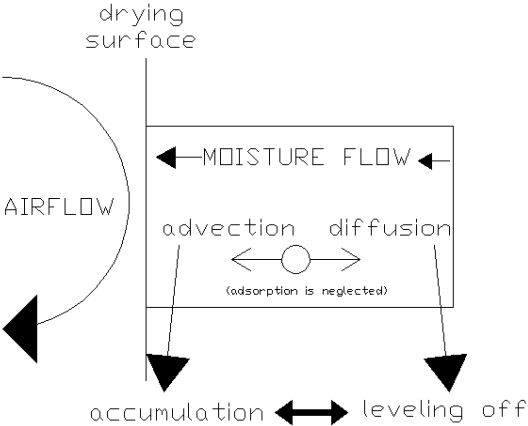 drying
surface
MOISTURE FLOW
AIRFLOW
advection diffusion
(adsorption is neglected)
accumulation leveling off